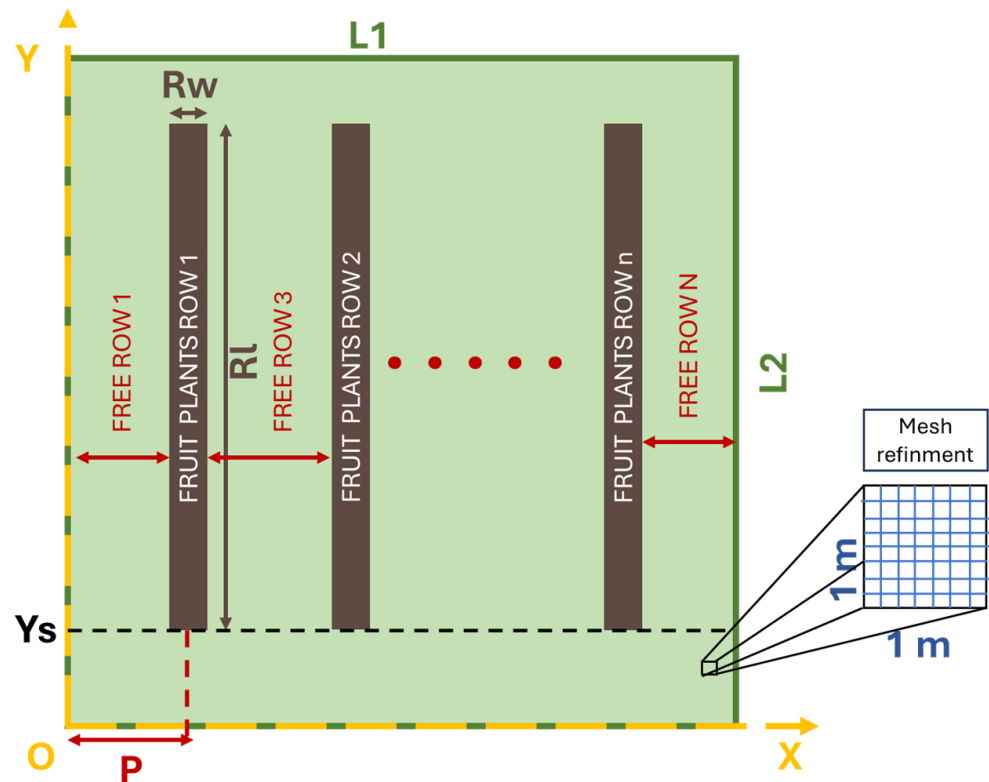 L1
Y
Rw
FRUIT PLANTS ROW 1
FRUIT PLANTS ROW 2
FRUIT PLANTS ROW n
FREE ROW 1
FREE ROW 3
FREE ROW N
Rl
L2
Mesh
refinment
1 m
1 m
Ys
O
P
X